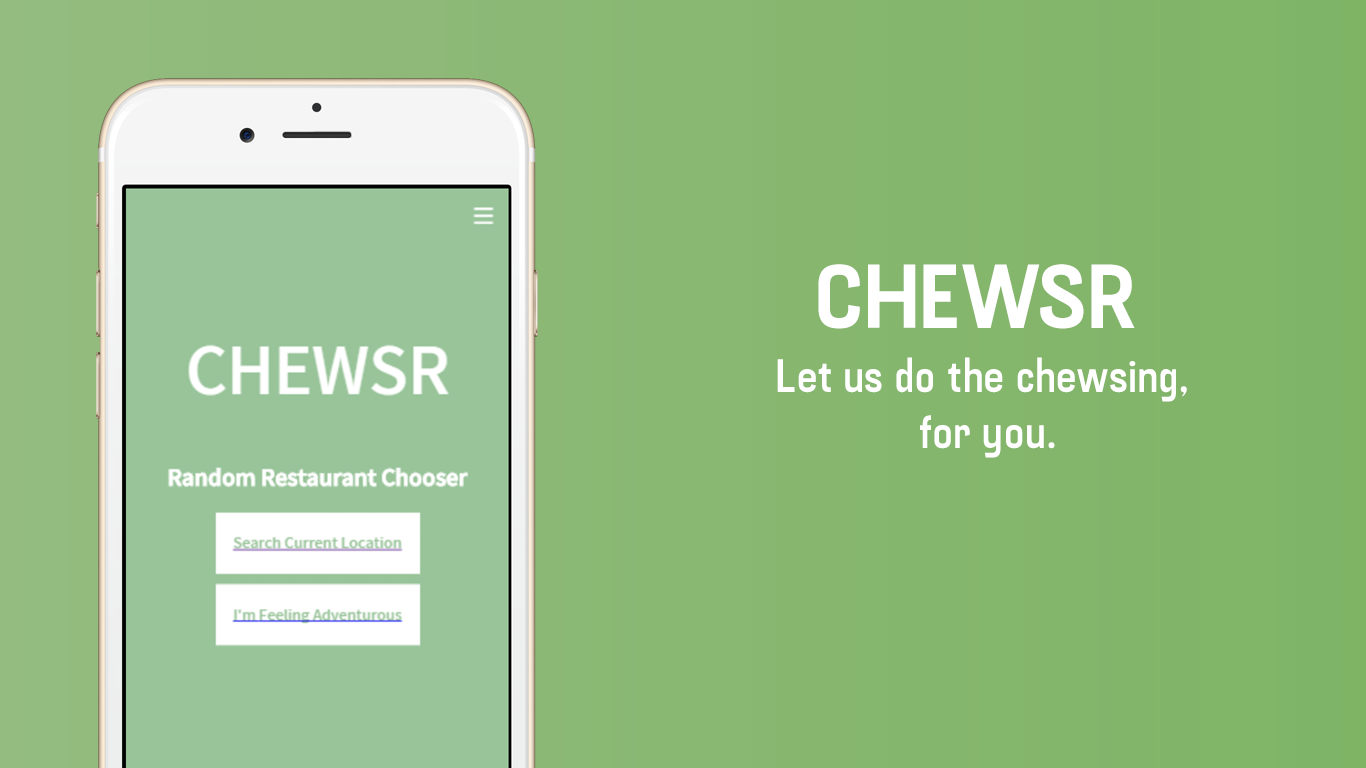 CHEWSR
Random Restaurant Chooser
Search Current Location
I'm Feeling Adventurous
CHEWSR
Let us do the chewsing,
for you.